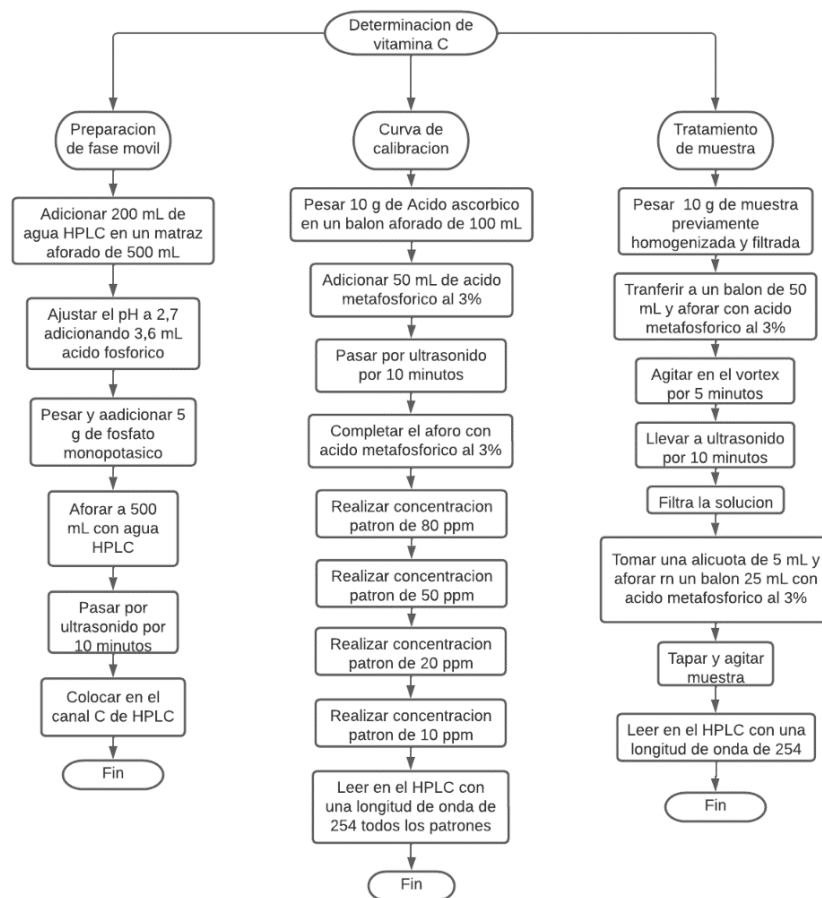 Determinacion de
vitamina C
Preparacion
de fase movil
Adicionar 200 mL de
agua HPLC en un matraz
aforado de 500 mL
Ajustar el pH a 2,7
adicionando 3,6 mL
acido fosforico
Pesar y aadicionar 5
g de fosfato
monopotasico
Aforar a 500
mL con agua
HPLC
Pasar por
ultrasonido por
10 minutos
Colocar en el
canal C de HPLC
Fin
Curva de
calibracion
Pesar 10 g de Acido ascorbico
en un balon aforado de 100 mL
Adicionar 50 mL de acido
metafosforico al 3%
Pasar por ultrasonido
por 10 minutos
Completar el aforo con
acido metafosforico al 3%
Realizar concentracion
patron de 80 ppm
Realizar concentracion
patron de 50 ppm
Realizar concentracion
patron de 20 ppm
Realizar concentracion
patron de 10 ppm
Leer en el HPLC con
una longitud de onda de
254 todos los patrones
Fin
Tratamiento
de muestra
Pesar 10 g de muestra
previamente
homogenizada y filtrada
Tranferir a un balon de 50
mL y aforar con acido
metafosforico al 3%
Agitar en el vortex
por 5 minutos
Llevar a ultrasonido
por 10 minutos
Filtra la solucion
Tomar una alicuota de 5 mL y
aforar rn un balon 25 mL con
acido metafosforico al 3%
Tapar y agitar
muestra
Leer en el HPLC con una
longitud de onda de 254
Fin